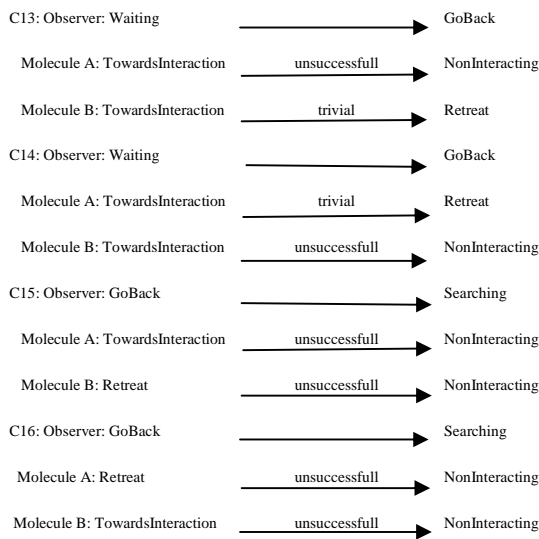 C13: Observer: Waiting GoBack
Molecule A: TowardsInteraction unsuccessfull NonInteracting
Molecule B: TowardsInteraction trivial Retreat
C14: Observer: Waiting GoBack
Molecule A: TowardsInteraction trivial Retreat
Molecule B: TowardsInteraction unsuccessfull NonInteracting
C15: Observer: GoBack Searching
Molecule A: TowardsInteraction unsuccessfull NonInteracting
Molecule B: Retreat unsuccessfull NonInteracting
C16: Observer: GoBack Searching
Molecule A: Retreat unsuccessfull NonInteracting
Molecule B: TowardsInteraction unsuccessfull NonInteracting